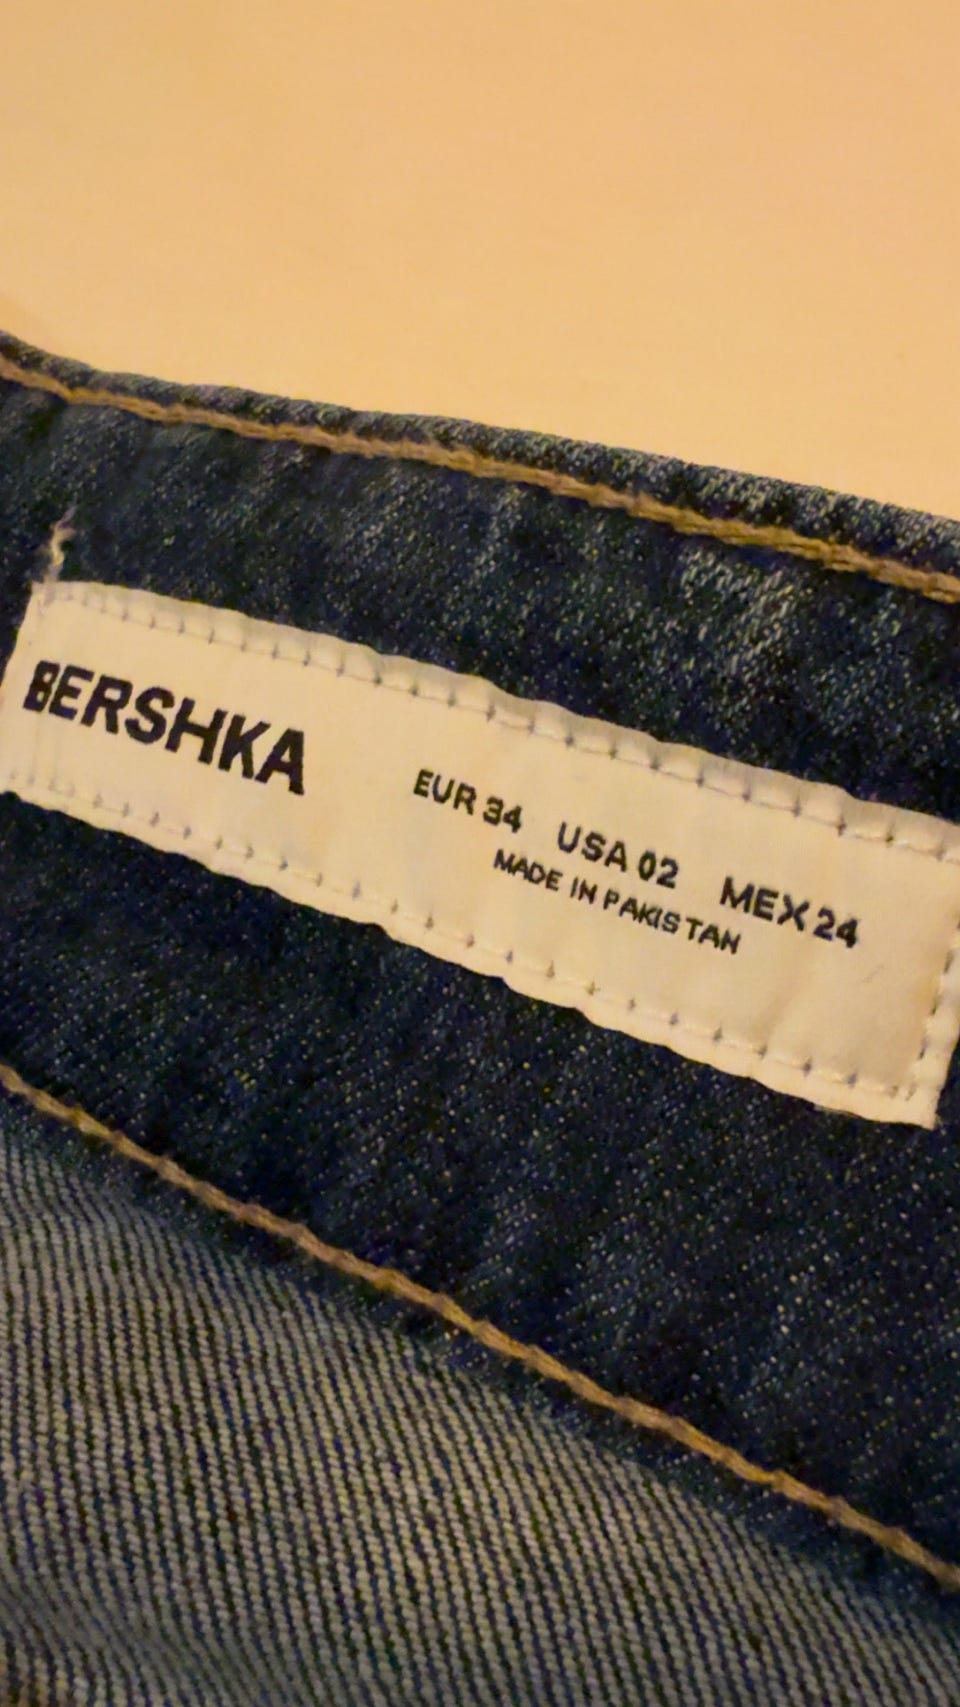 BERSHKA
EUR 34 USA 02 MEX 24
MADE IN PAKISTAN